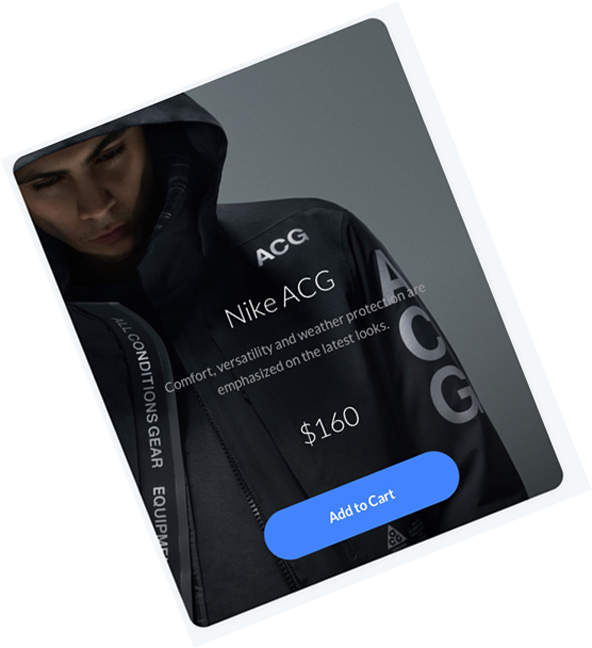 ACG
Nike ACG
Comfort, versatility and weather protection are
emphasized on the latest looks.
$160
Add to Cart
ACG
ALL CONDITIONS GEAR
EQUIPME